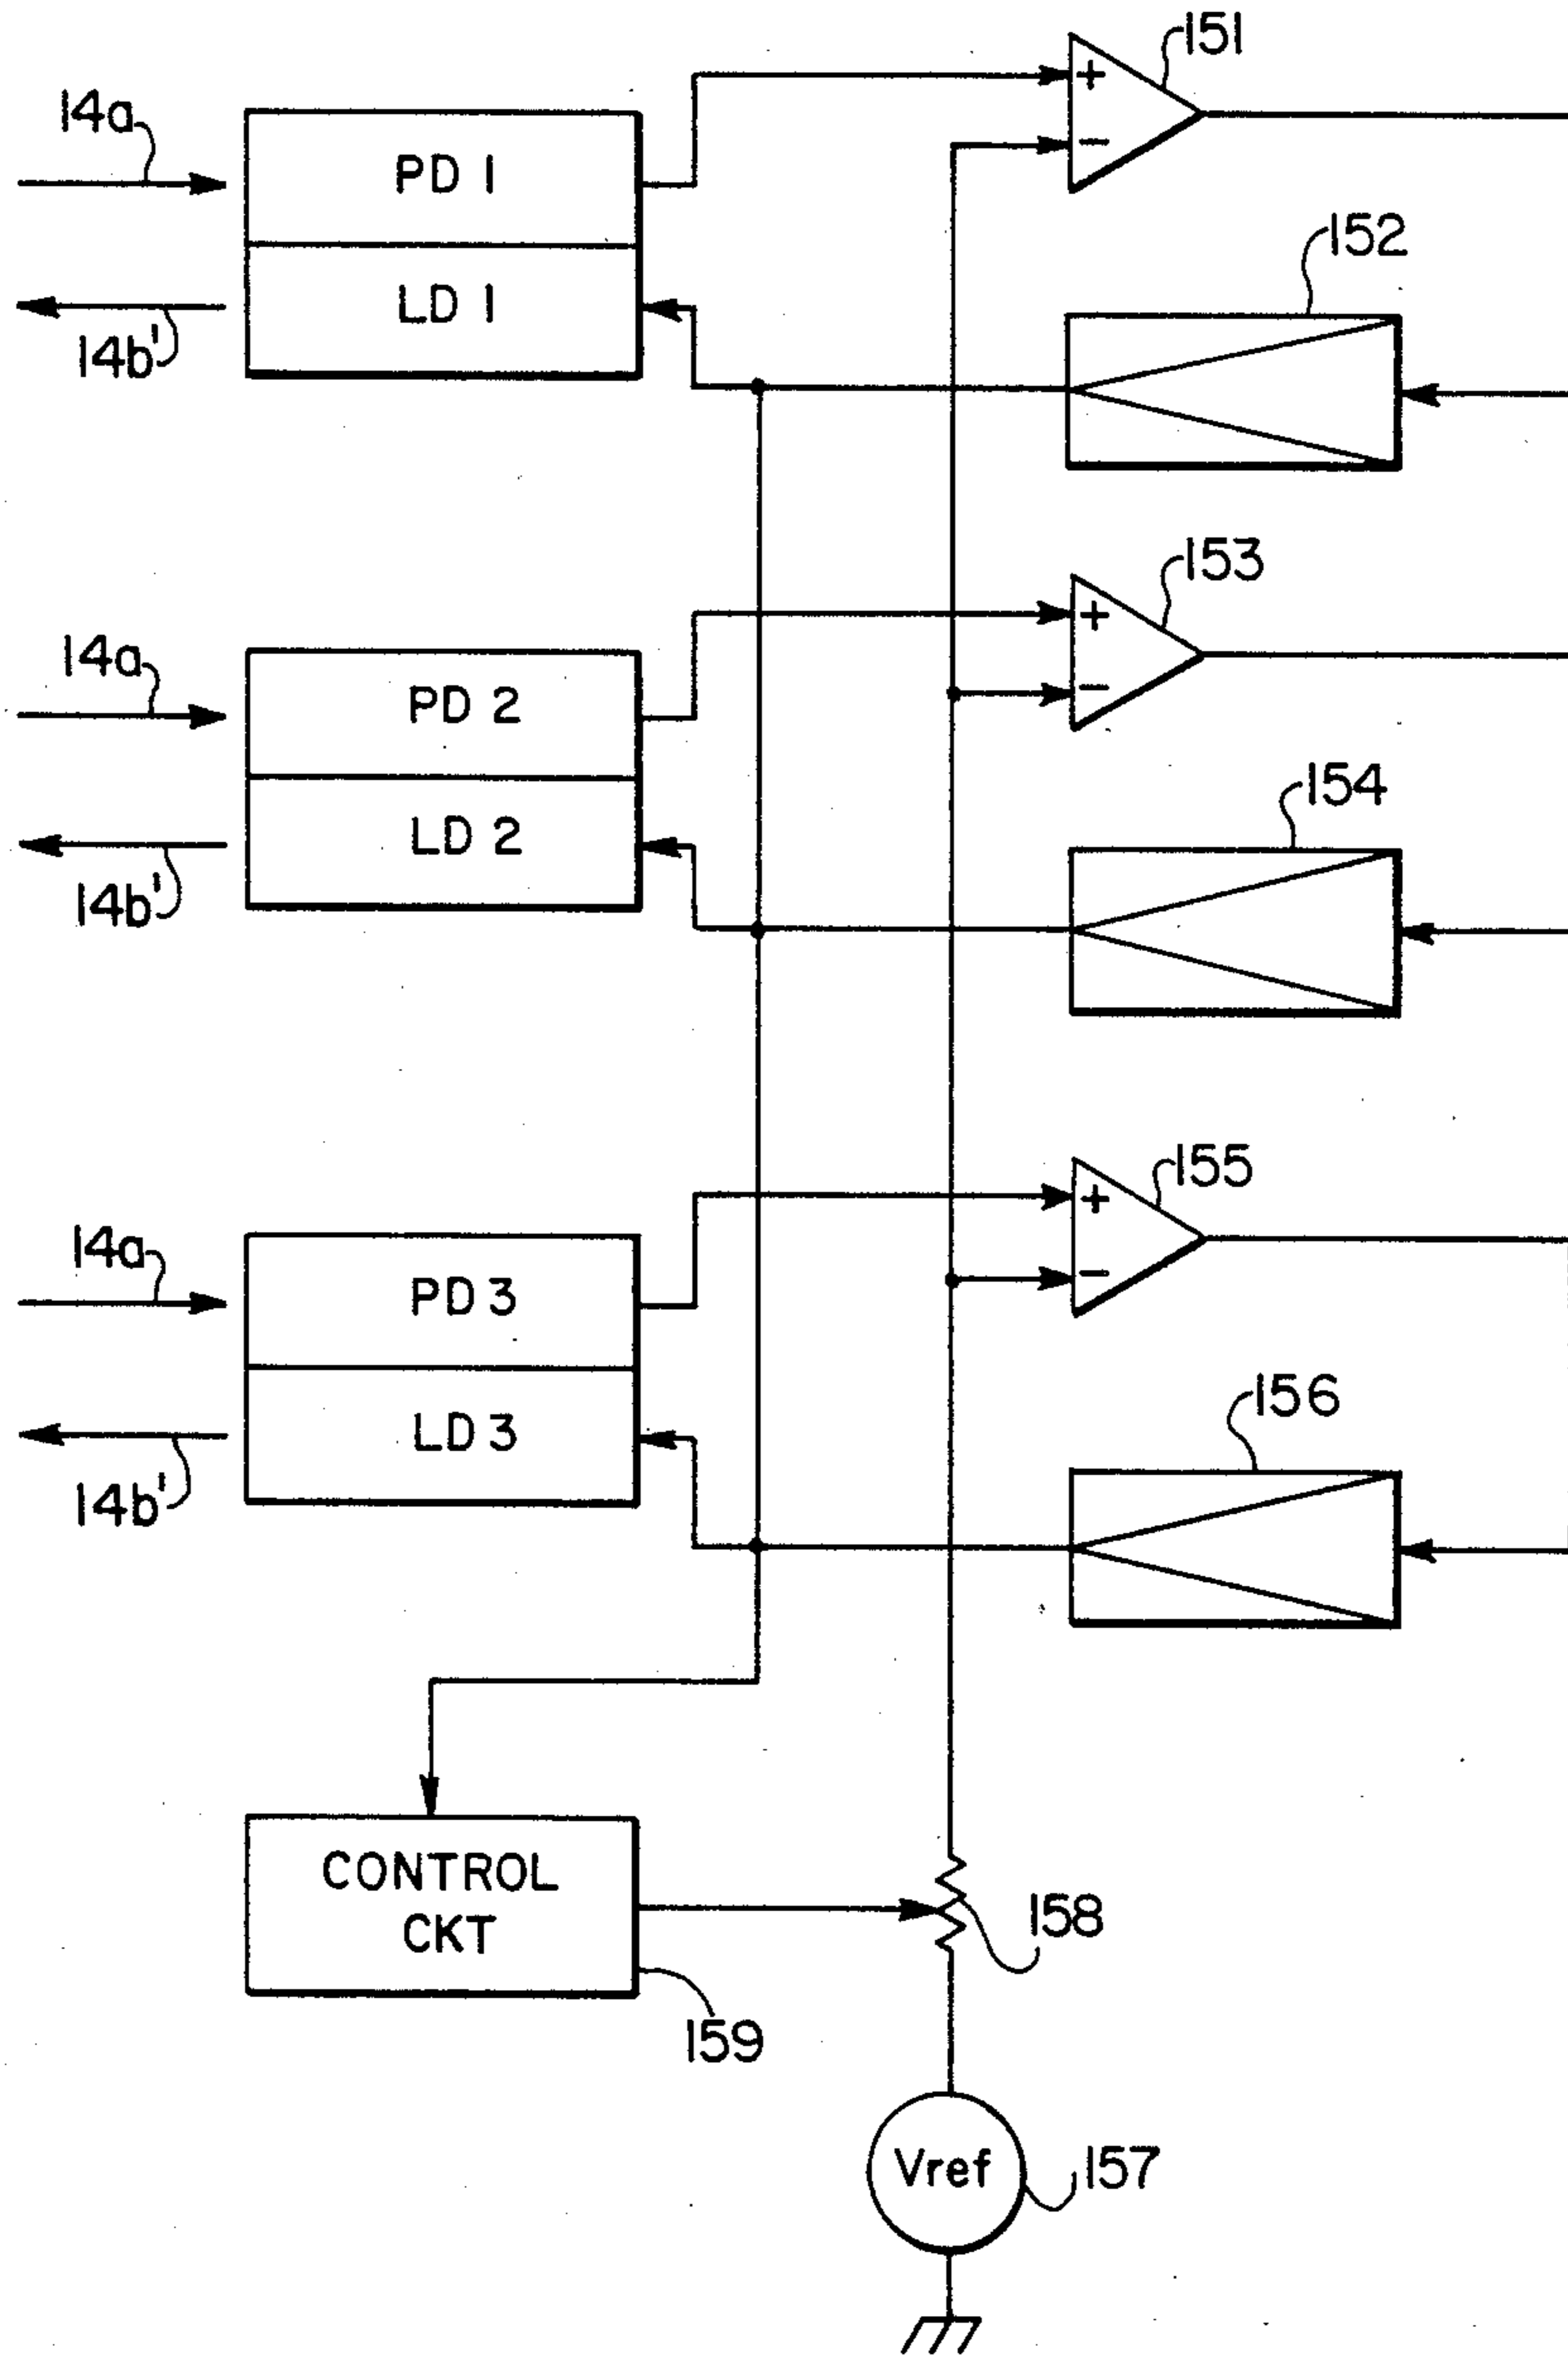 151
14a
PD 1
152
LD 1
14b'
153
14a
PD 2
154
LD 2
14b'
155
14a
PD 3
156
LD 3
14b'
CONTROL
CKT
158
159
Vref
157